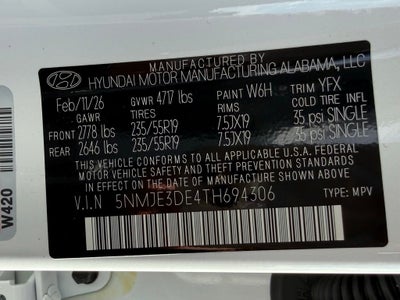 MANUFACTURED BY
HYUNDAI MOTOR MANUFACTURING ALABAMA, LLC
Feb/11/26 GVWR 4717 lbs PAINT W6H TRIM YFX
GAWR TIRES RIMS COLD TIRE
FRONT 2778 lbs 235/55R19 7.5JX19 35 psi SINGLE
REAR 2646 lbs 235/55R19 7.5JX19 35 psi SINGLE
THIS VEHICLE CONFORMS TO ALL APPLICABLE U.S.A FEDERAL
MOTOR VEHICLE SAFETY AND THEFT PREVENTION STANDARDS
IN EFFECT ON THE DATE OF MANUFACTURE SHOWN ABOVE.
V.I.N 5NMJE3DE4TH694306 TYPE: MPV
W420